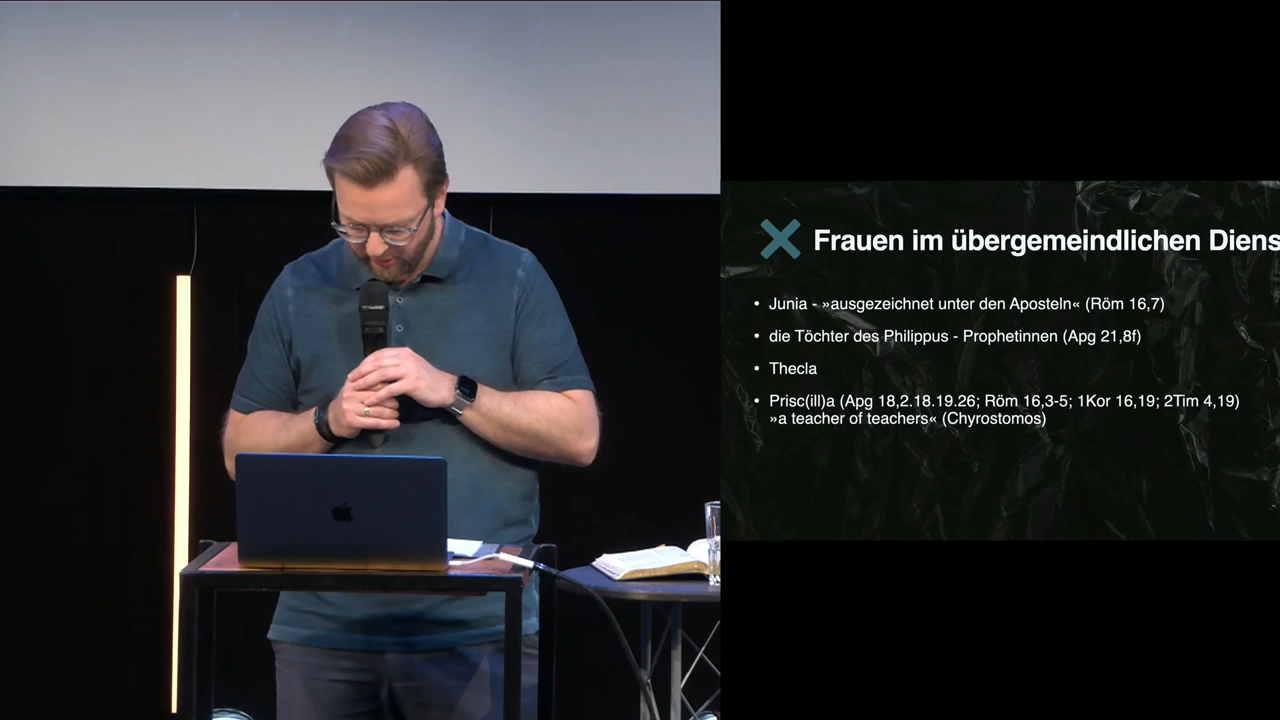 Frauen im übergemeindlichen Diens
• Junia - »ausgezeichnet unter den Aposteln« (Röm 16,7)
• die Töchter des Philippus - Prophetinnen (Apg 21,8f)
• Thecla
• Prisc(ill)a (Apg 18,2.18.19.26; Röm 16,3-5; 1Kor 16,19; 2Tim 4,19)
»a teacher of teachers« (Chyrostomos)